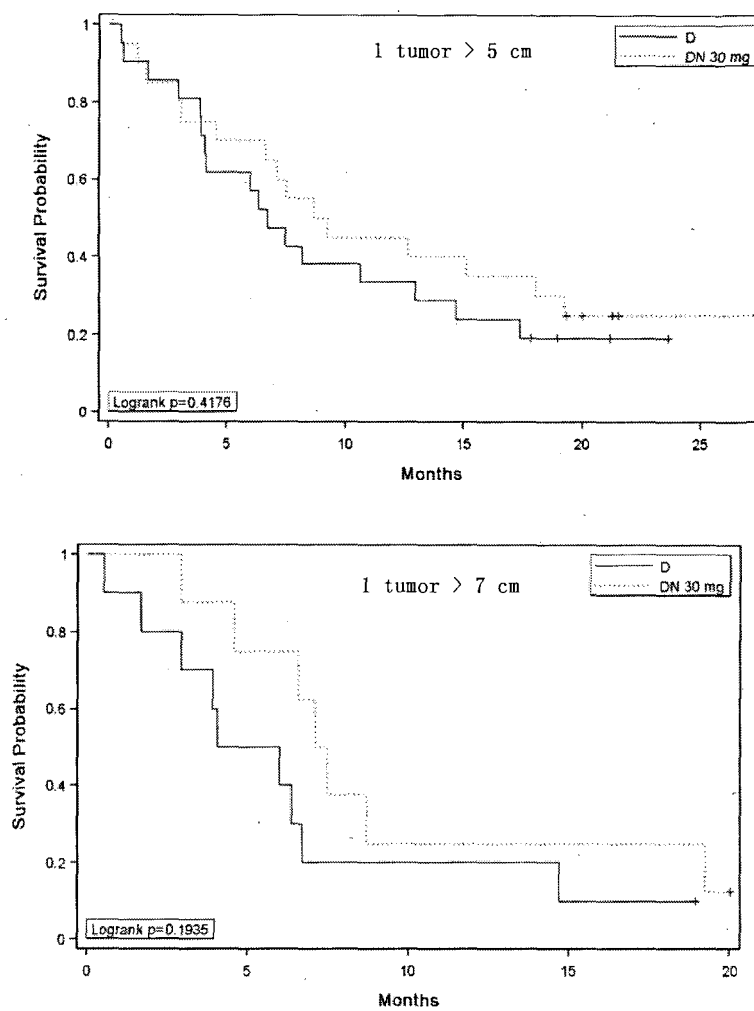 1 tumor > 5 cm
D
DN 30 mg
Survival Probability
1
0.8
0.6
0.4
0.2
0
Logrank p=0.4176
0 5 10 15 20 25
Months
1 tumor > 7 cm
D
DN 30 mg
Survival Probability
1
0.8
0.6
0.4
0.2
0
Logrank p=0.1935
0 5 10 15 20
Months